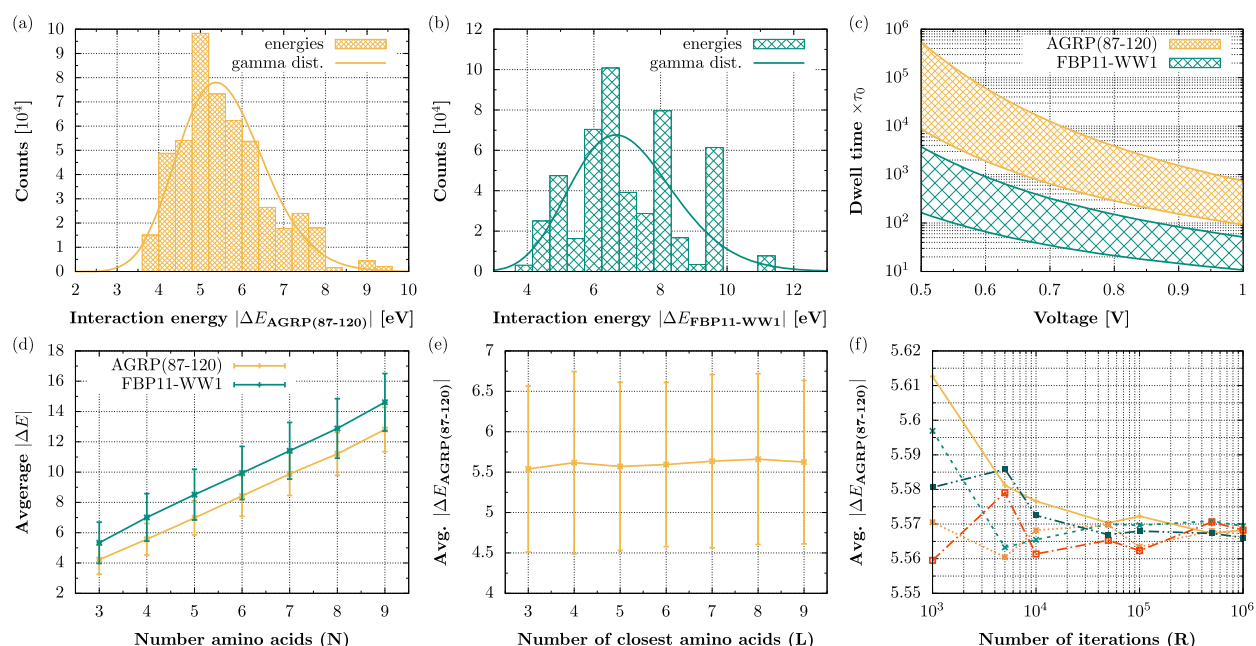 (a)
Counts [10⁴]
10
9
8
7
6
5
4
3
2
1
0
energies
gamma dist.
2 3 4 5 6 7 8 9 10
Interaction energy |ΔE_AGRP(87-120)| [eV]
(b)
Counts [10⁴]
12
10
8
6
4
2
0
energies
gamma dist.
4 6 8 10 12
Interaction energy |ΔE_FBP11-WW1| [eV]
(c)
Dwell time ×τ₀
10⁶
10⁵
10⁴
10³
10²
10¹
AGRP(87-120)
FBP11-WW1
0.5 0.6 0.7 0.8 0.9 1
Voltage [V]
(d)
Avgerage |ΔE|
18
16
14
12
10
8
6
4
2
AGRP(87-120)
FBP11-WW1
3 4 5 6 7 8 9
Number amino acids (N)
(e)
Avg. |ΔE_AGRP(87-120)|
7
6.5
6
5.5
5
4.5
4
3 4 5 6 7 8 9
Number of closest amino acids (L)
(f)
Avg. |ΔE_AGRP(87-120)|
5.62
5.61
5.6
5.59
5.58
5.57
5.56
5.55
10³ 10⁴ 10⁵ 10⁶
Number of iterations (R)